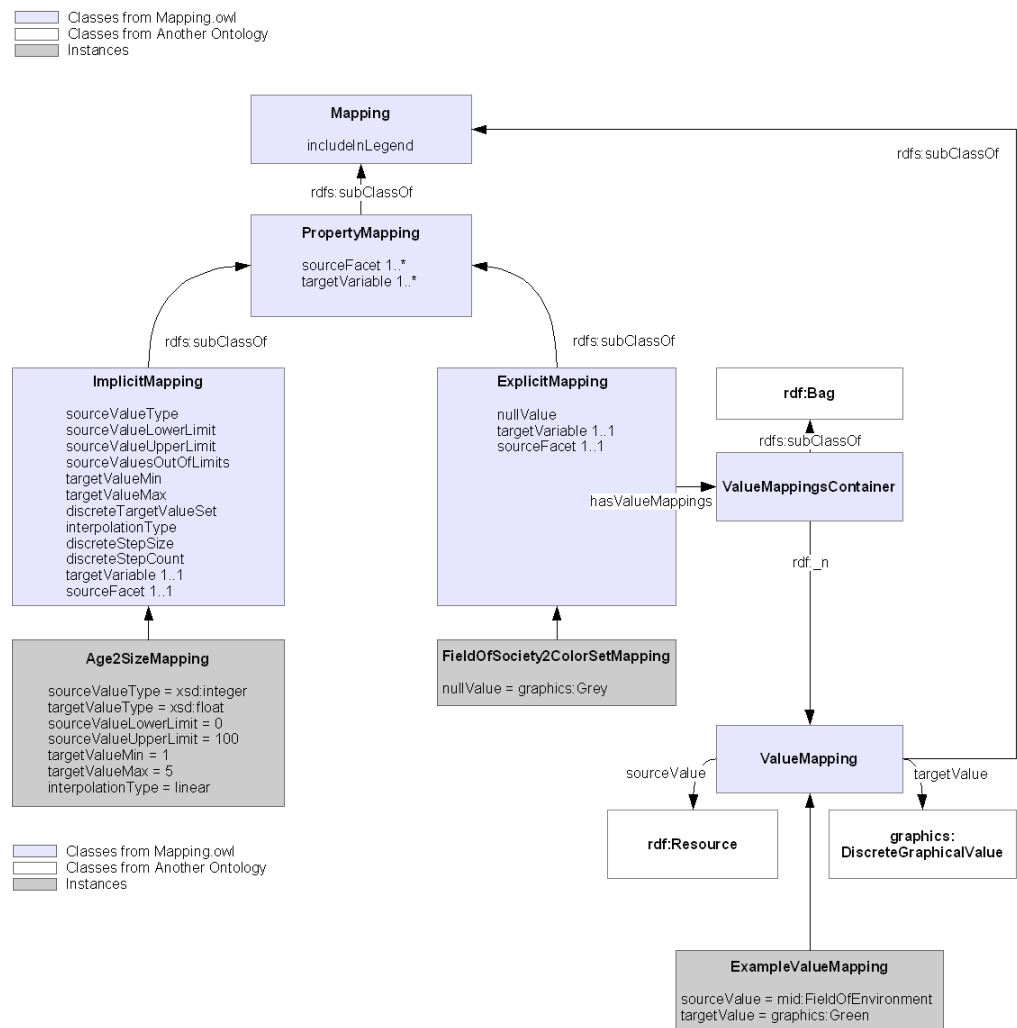 Classes from Mapping.owl
Classes from Another Ontology
Instances
Mapping
includeInLegend
rdfs:subClassOf
rdfs:subClassOf
PropertyMapping
sourceFacet 1..*
targetVariable 1..*
rdfs:subClassOf
rdfs:subClassOf
ImplicitMapping
sourceValueType
sourceValueLowerLimit
sourceValueUpperLimit
sourceValuesOutOfLimits
targetValueMin
targetValueMax
discreteTargetValueSet
interpolationType
discreteStepSize
discreteStepCount
targetVariable 1..1
sourceFacet 1..1
ExplicitMapping
nullValue
targetVariable 1..1
sourceFacet 1..1
hasValueMappings
rdf:Bag
rdfs:subClassOf
ValueMappingsContainer
rdf:_n
Age2SizeMapping
sourceValueType = xsd:integer
targetValueType = xsd:float
sourceValueLowerLimit = 0
sourceValueUpperLimit = 100
targetValueMin = 1
targetValueMax = 5
interpolationType = linear
FieldOfSociety2ColorSetMapping
nullValue = graphics:Grey
ValueMapping
sourceValue
targetValue
rdf:Resource
graphics:
DiscreteGraphicalValue
Classes from Mapping.owl
Classes from Another Ontology
Instances
ExampleValueMapping
sourceValue = mid:FieldOfEnvironment
targetValue = graphics:Green